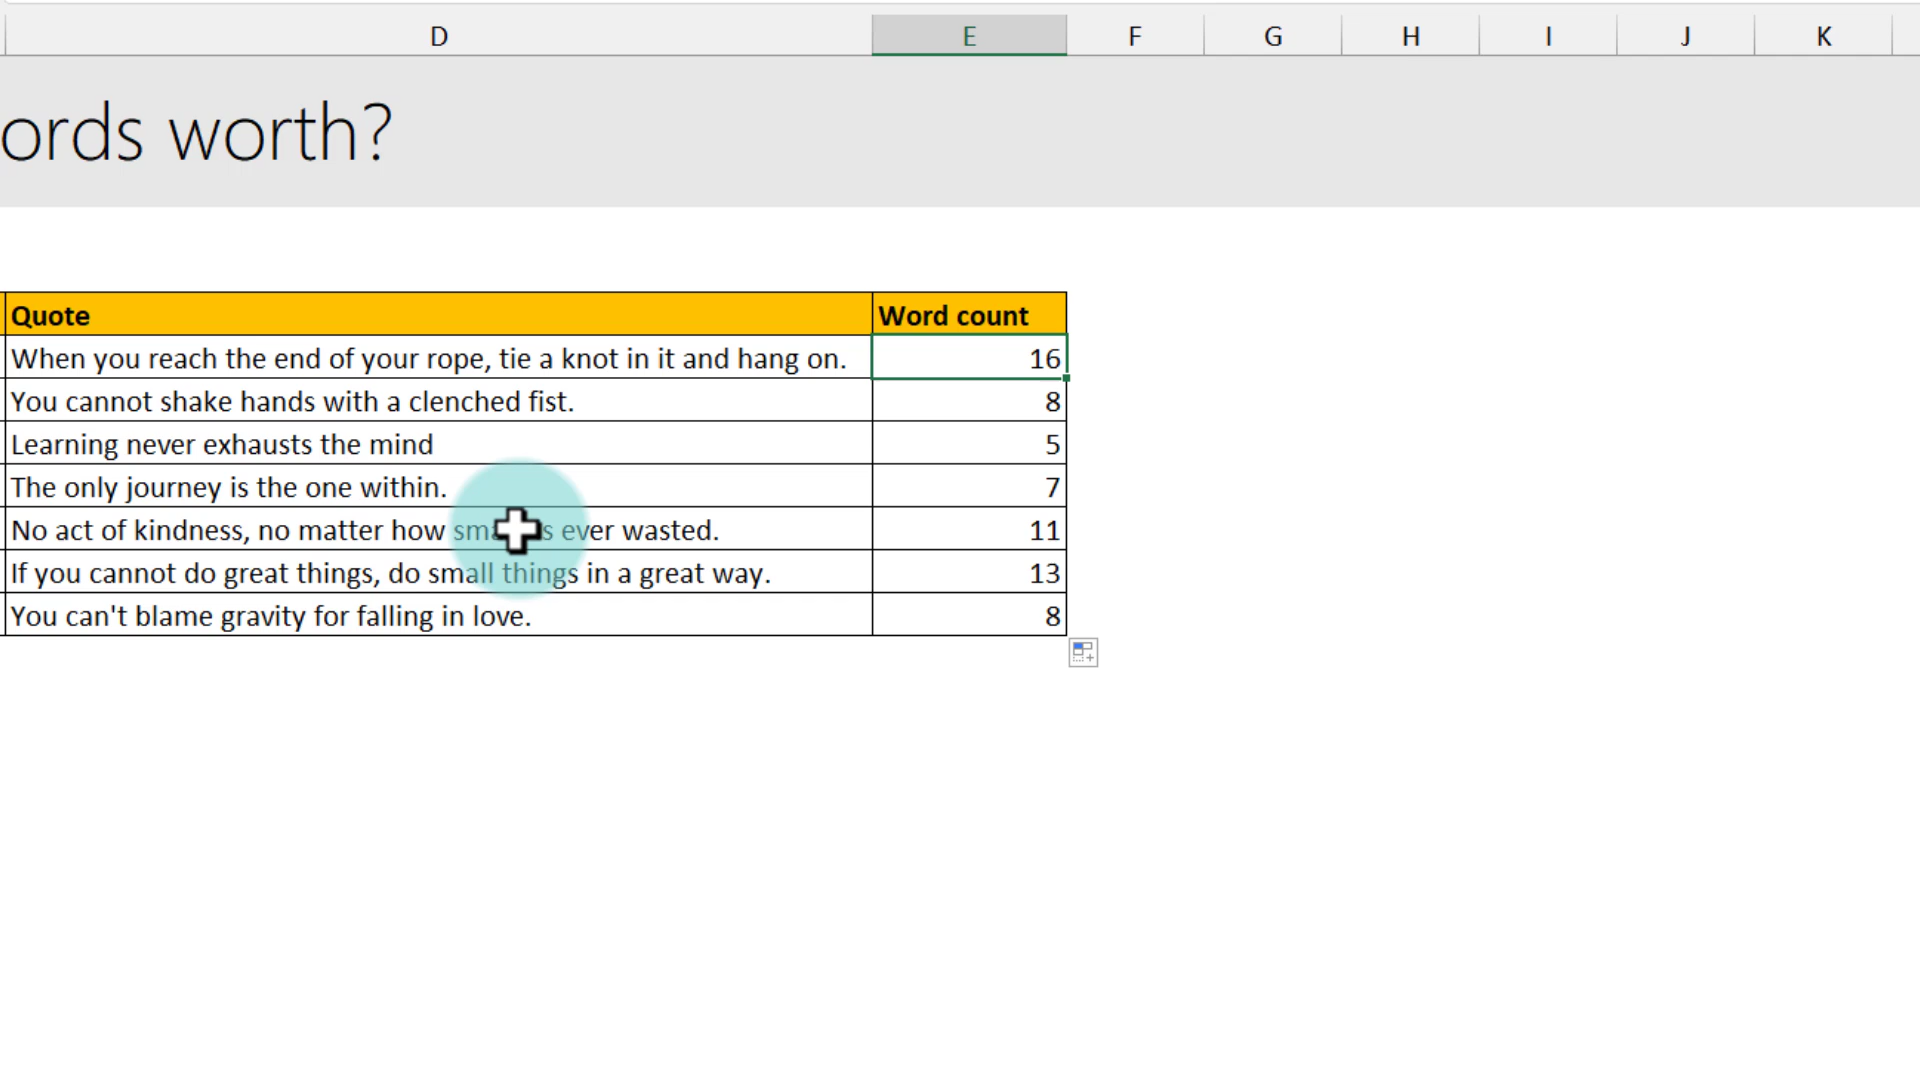 D E F G H I J K
ords worth?
Quote Word count
When you reach the end of your rope, tie a knot in it and hang on. 16
You cannot shake hands with a clenched fist. 8
Learning never exhausts the mind 5
The only journey is the one within. 7
No act of kindness, no matter how ever wasted. 11
If you cannot do great things, do small things in a great way. 13
You can't blame gravity for falling in love. 8